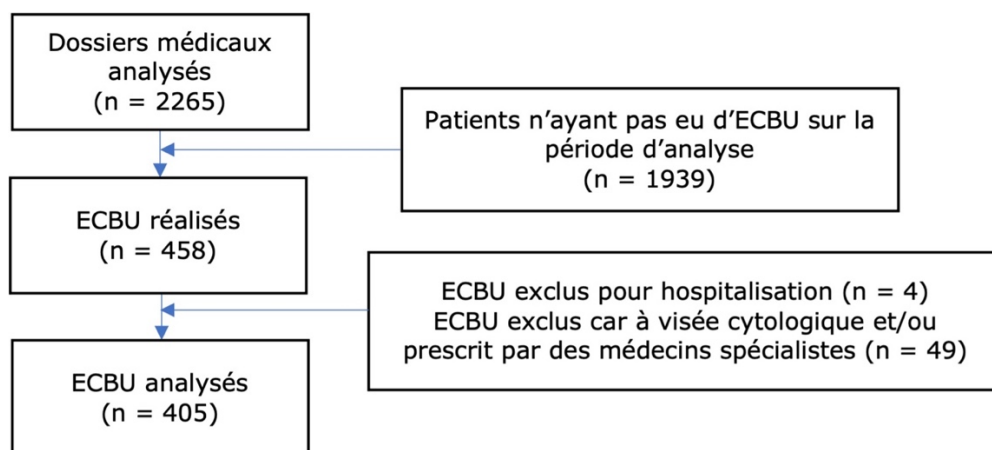 Dossiers médicaux
analysés
(n = 2265)
Patients n’ayant pas eu d’ECBU sur la
période d’analyse
(n = 1939)
ECBU réalisés
(n = 458)
ECBU exclus pour hospitalisation (n = 4)
ECBU exclus car à visée cytologique et/ou
prescrit par des médecins spécialistes (n = 49)
ECBU analysés
(n = 405)